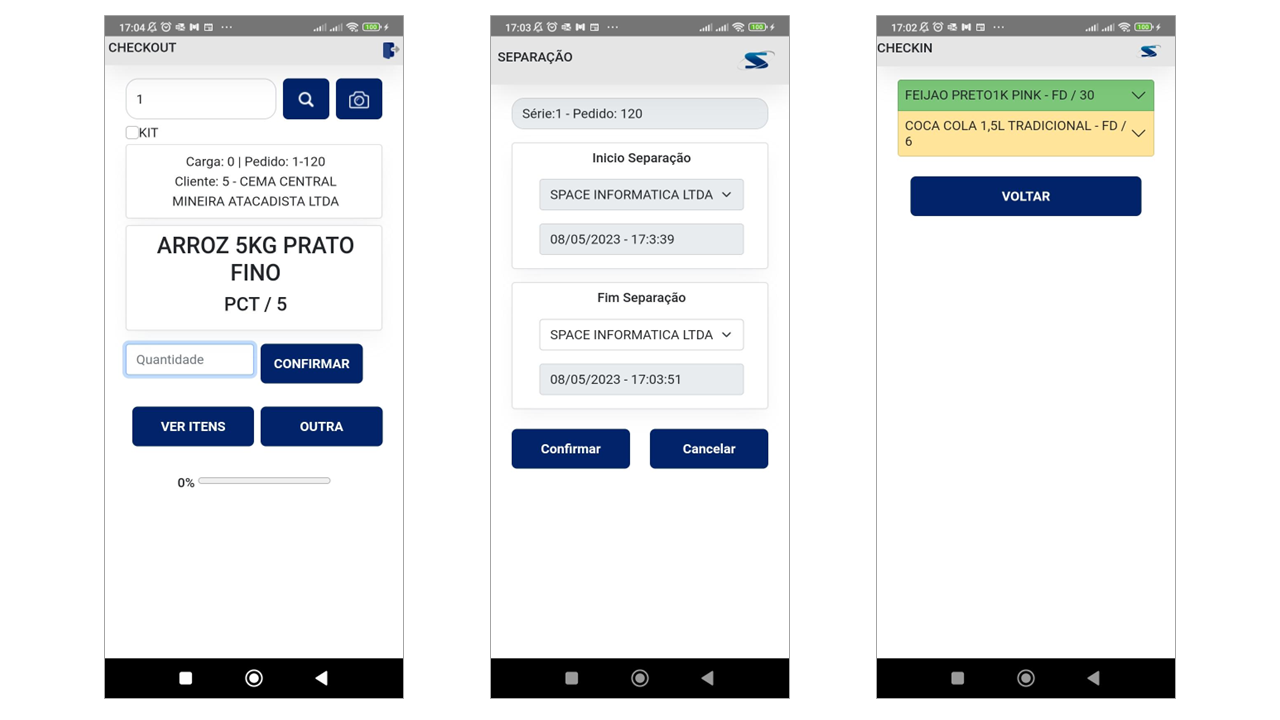 17:04
100
CHECKOUT
1
KIT
Carga: 0 | Pedido: 1-120
Cliente: 5 - CEMA CENTRAL
MINEIRA ATACADISTA LTDA
ARROZ 5KG PRATO
FINO
PCT / 5
Quantidade
CONFIRMAR
VER ITENS
OUTRA
0%
17:03
100
SEPARAÇÃO
Série:1 - Pedido: 120
Inicio Separação
SPACE INFORMATICA LTDA
08/05/2023 - 17:3:39
Fim Separação
SPACE INFORMATICA LTDA
08/05/2023 - 17:03:51
Confirmar
Cancelar
17:02
100
CHECKIN
FEIJAO PRETO1K PINK - FD / 30
COCA COLA 1,5L TRADICIONAL - FD /
6
VOLTAR